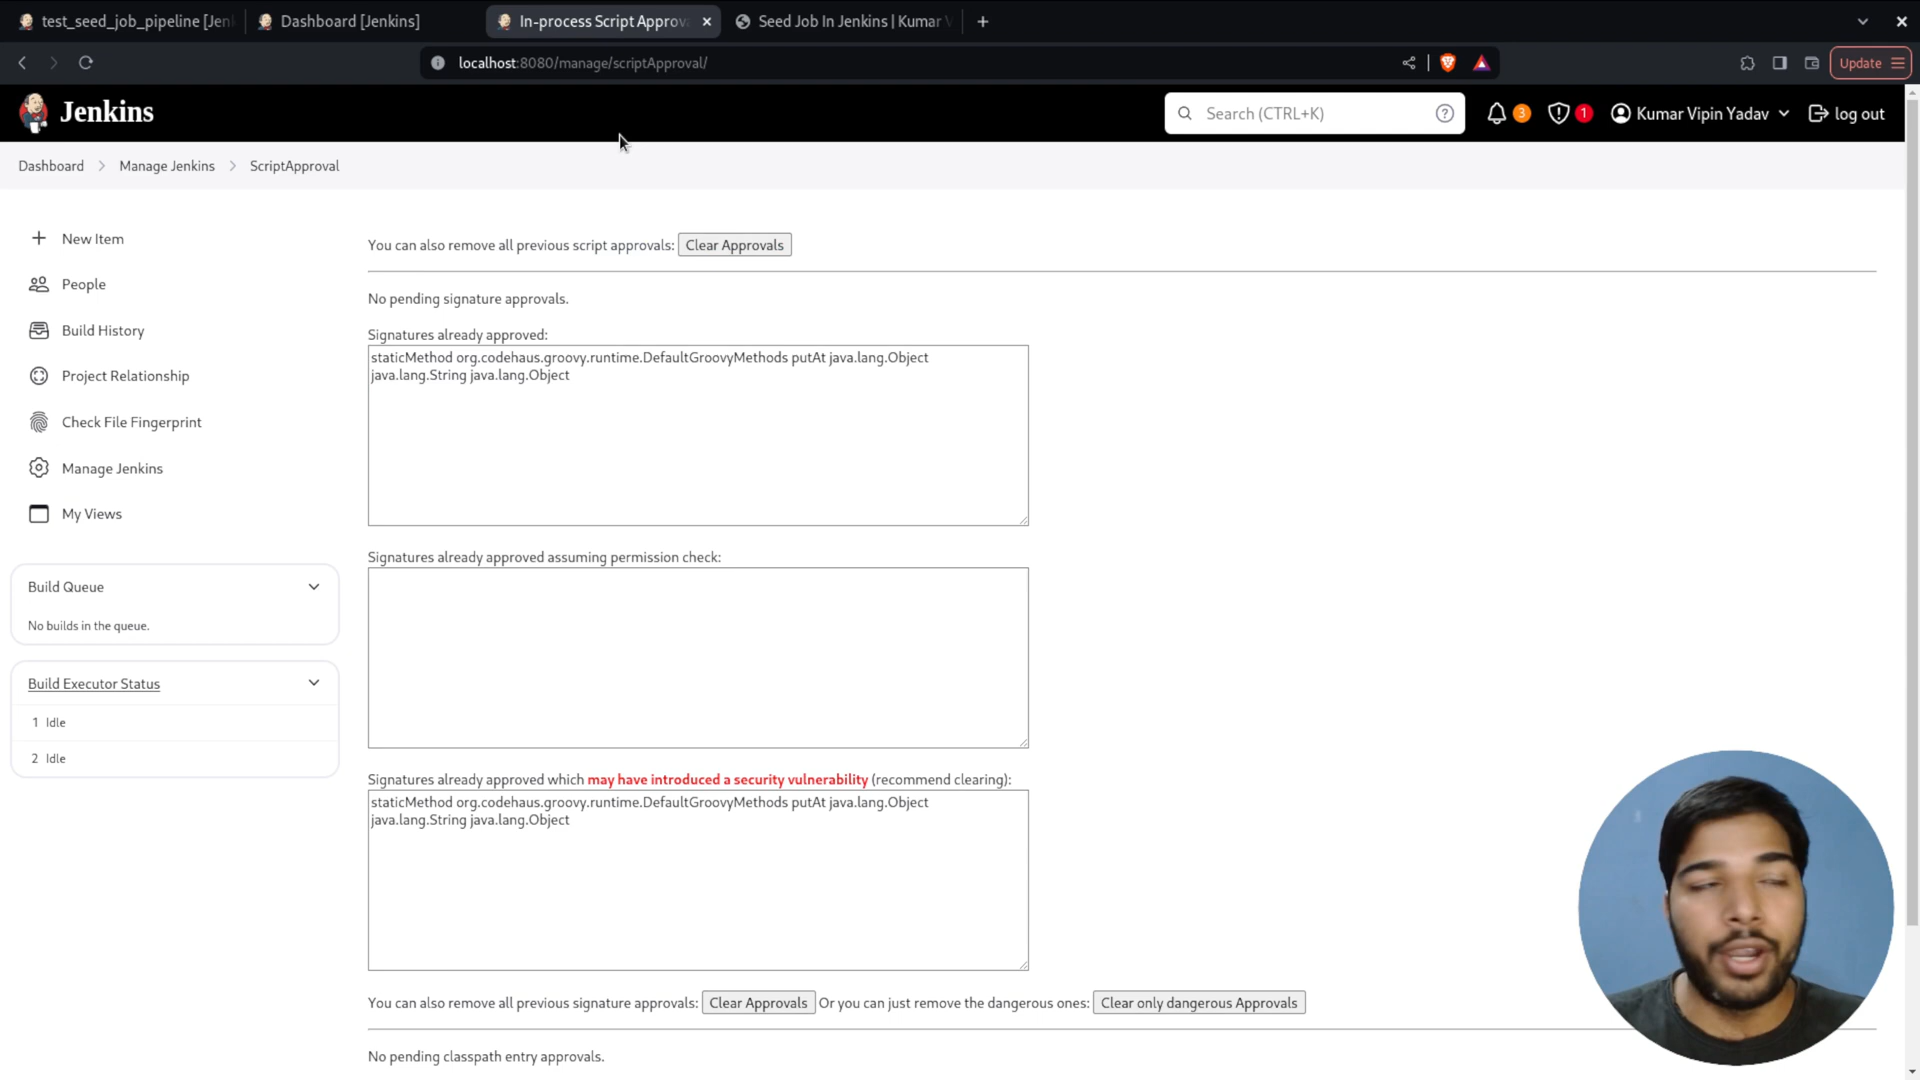 test_seed_job_pipeline [Jen
Dashboard [Jenkins]
In-process Script Approv
Seed Job In Jenkins | Kumar V
localhost:8080/manage/scriptApproval/
Update
Jenkins
Search (CTRL+K)
3
1
Kumar Vipin Yadav
log out
Dashboard
Manage Jenkins
ScriptApproval
New Item
People
Build History
Project Relationship
Check File Fingerprint
Manage Jenkins
My Views
Build Queue
No builds in the queue.
Build Executor Status
1 Idle
2 Idle
You can also remove all previous script approvals: Clear Approvals
No pending signature approvals.
Signatures already approved:
staticMethod org.codehaus.groovy.runtime.DefaultGroovyMethods putAt java.lang.Object
java.lang.String java.lang.Object
Signatures already approved assuming permission check:
Signatures already approved which may have introduced a security vulnerability (recommend clearing):
staticMethod org.codehaus.groovy.runtime.DefaultGroovyMethods putAt java.lang.Object
java.lang.String java.lang.Object
You can also remove all previous signature approvals: Clear Approvals Or you can just remove the dangerous ones: Clear only dangerous Approvals
No pending classpath entry approvals.